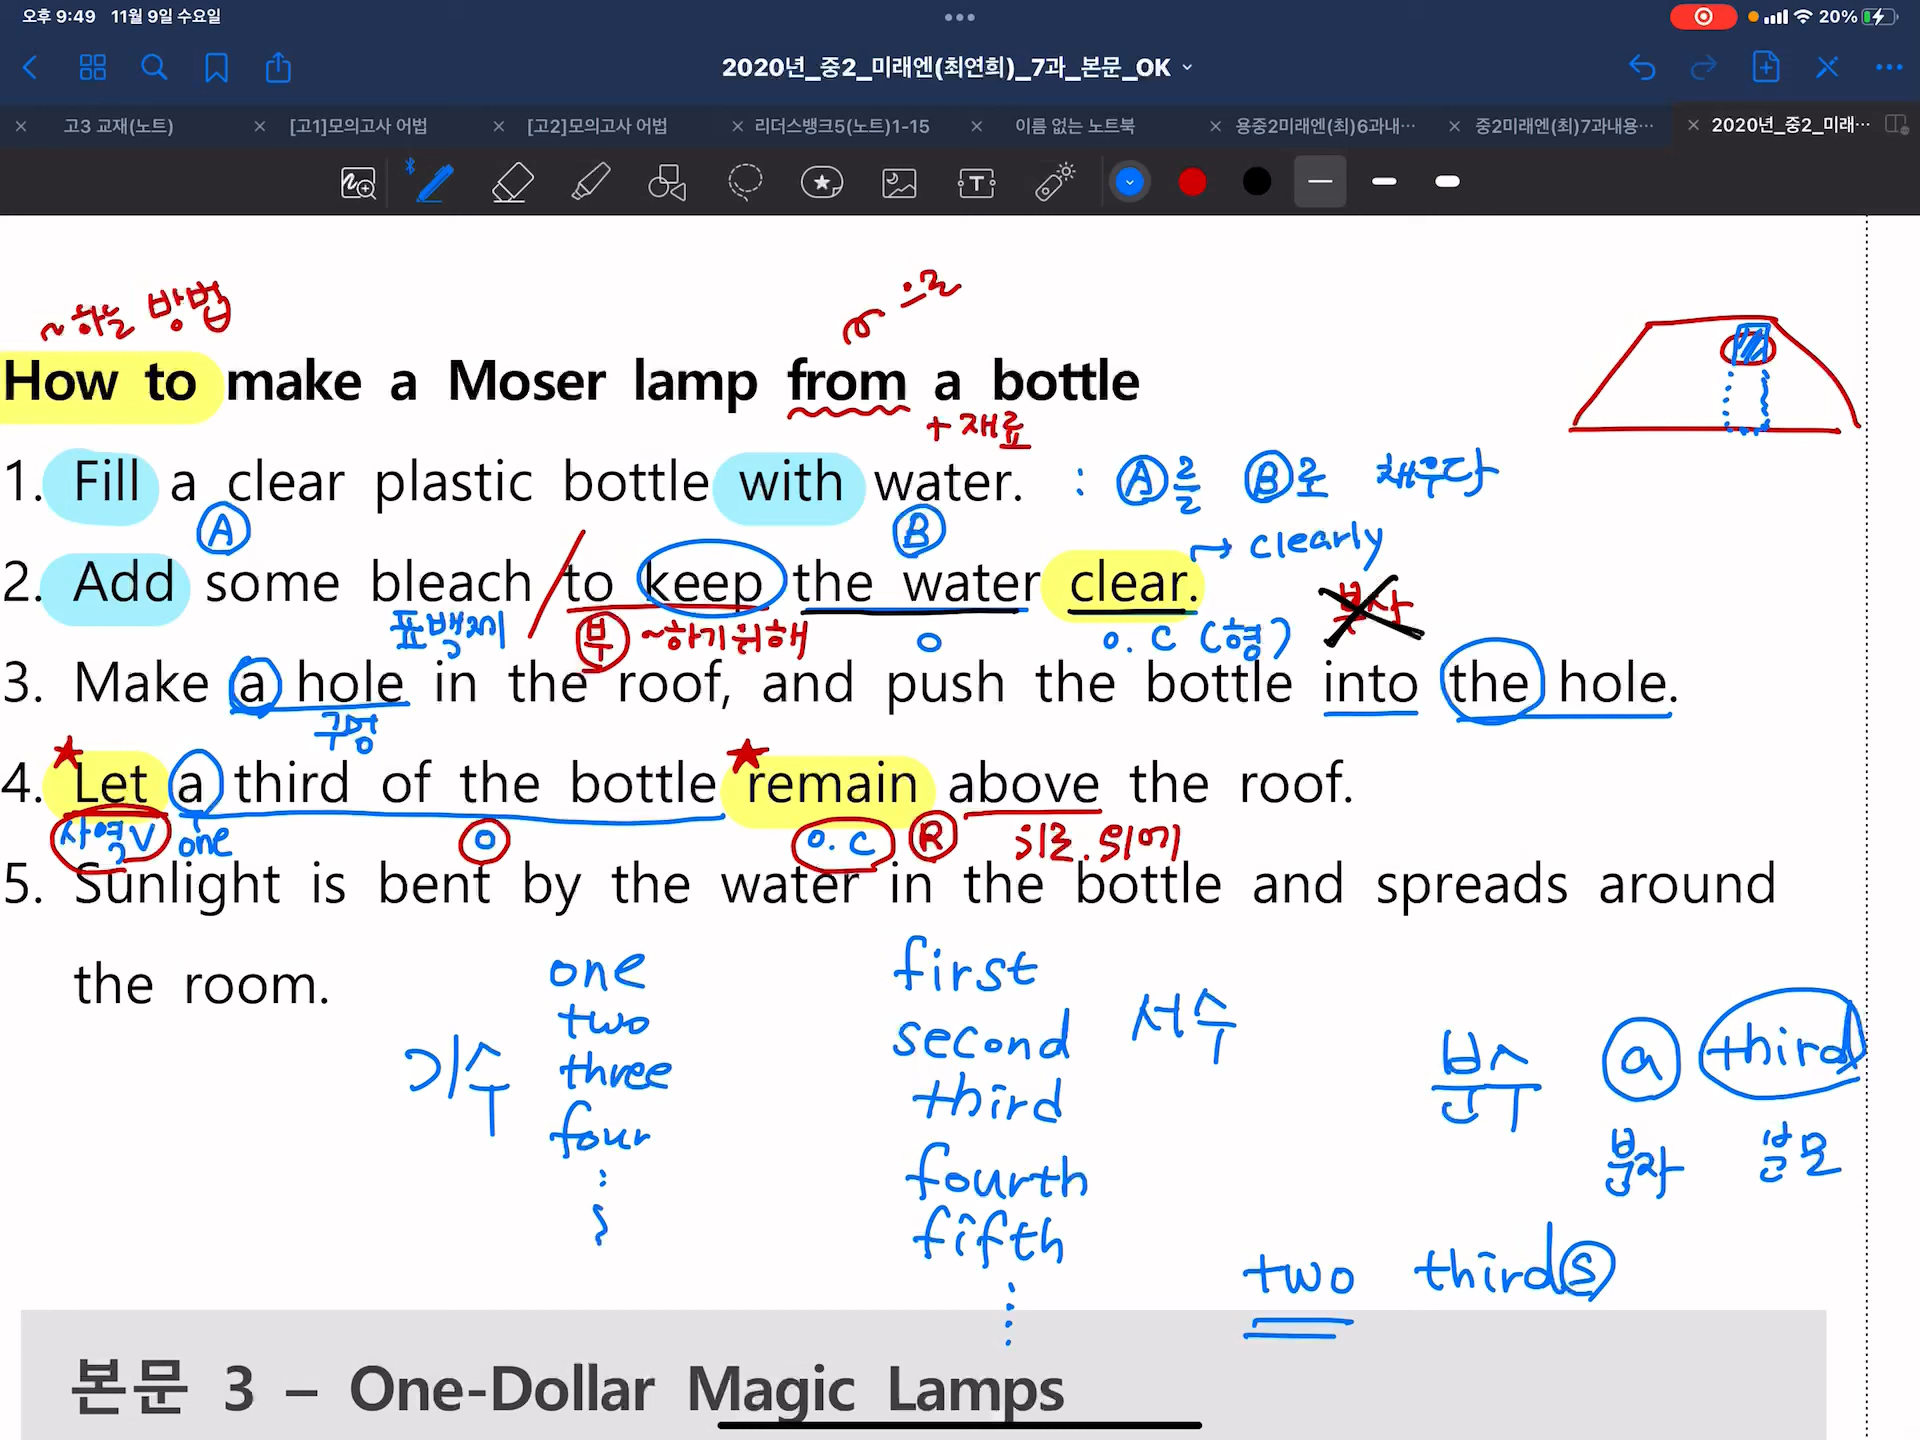 오후 9:49 11월 9일 수요일 20%
2020년_중2_미래엔(최연희)_7과_본문_OK
고3 교재(노트) [고1]모의고사 어법 [고2]모의고사 어법 리더스뱅크5(노트)1-15 이름 없는 노트북 용중2미래엔(최)6과내… 중2미래엔(최)7과내용… 2020년_중2_미래…
~하는 방법 ~으로
How to make a Moser lamp from a bottle
+ 재료
1. Fill a clear plastic bottle with water. : Ⓐ를 Ⓑ로 채우다
Ⓐ Ⓑ → clearly
2. Add some bleach / to keep the water clear.
표백제 부 ~하기위해 O O.C (형) 부사
3. Make a hole in the roof, and push the bottle into the hole.
구멍
4. ★Let a third of the bottle ★remain above the roof.
사역V one O O.C Ⓡ 위로. 위에
5. Sunlight is bent by the water in the bottle and spreads around
the room.
기수
one
two
three
four
first
second
third
fourth
fifth
서수
분수 a third
분자 분모
two thirds
본문 3 – One-Dollar Magic Lamps